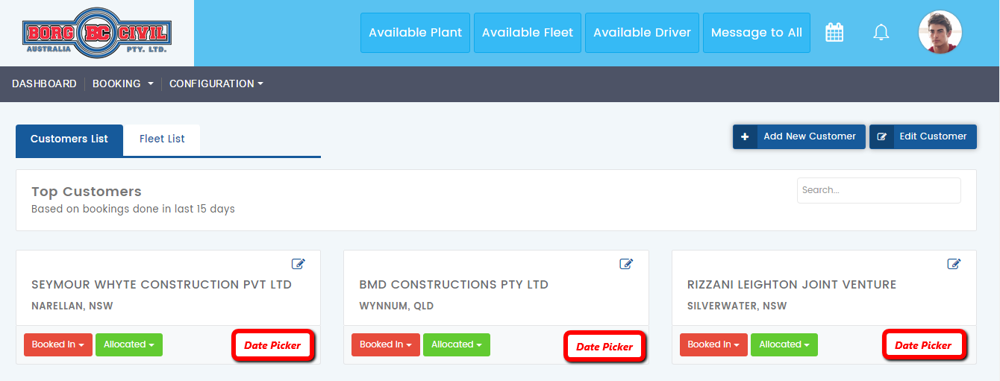 BORG BC CIVIL
AUSTRALIA PTY. LTD.
Available Plant Available Fleet Available Driver Message to All
DASHBOARD BOOKING CONFIGURATION
Customers List Fleet List Add New Customer Edit Customer
Top Customers
Search...
Based on bookings done in last 15 days
SEYMOUR WHYTE CONSTRUCTION PVT LTD
NARELLAN, NSW
Booked In Allocated Date Picker
BMD CONSTRUCTIONS PTY LTD
WYNNUM, QLD
Booked In Allocated Date Picker
RIZZANI LEIGHTON JOINT VENTURE
SILVERWATER, NSW
Booked In Allocated Date Picker